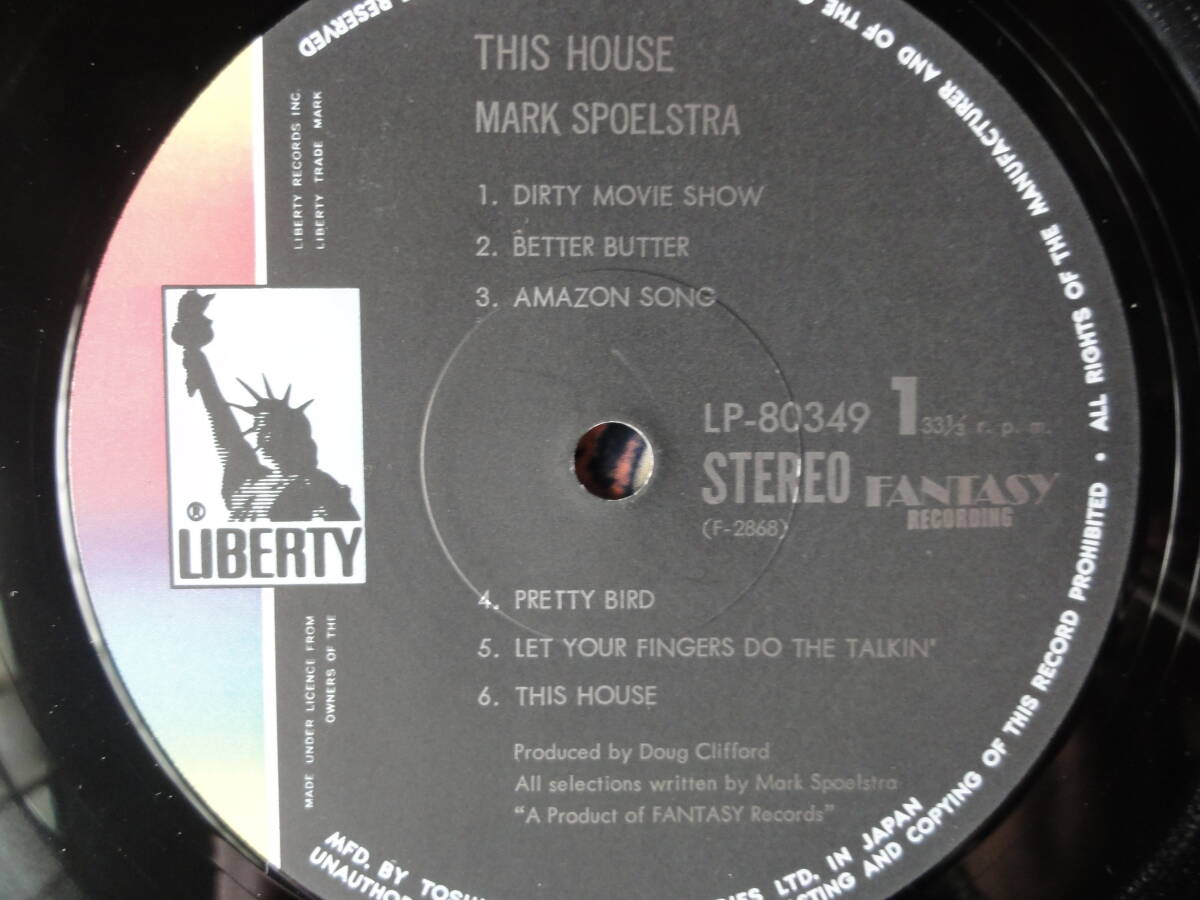 THIS HOUSE
MARK SPOELSTRA
1. DIRTY MOVIE SHOW
2. BETTER BUTTER
3. AMAZON SONG
LP-80349 1 33⅓ r. p. m.
STEREO FANTASY
RECORDING
(F-2868)
4. PRETTY BIRD
5. LET YOUR FINGERS DO THE TALKIN'
6. THIS HOUSE
Produced by Doug Clifford
All selections written by Mark Spoelstra
"A Product of FANTASY Records"
LIBERTY RECORDS INC.
LIBERTY TRADE MARK
®
LIBERTY
MADE UNDER LICENCE FROM
OWNERS OF THE
RESERVED
AND OF THE
ALL RIGHTS OF THE MANUFACTURER
AND COPYING OF THIS RECORD PROHIBITED •
MFD. BY
LTD. IN JAPAN